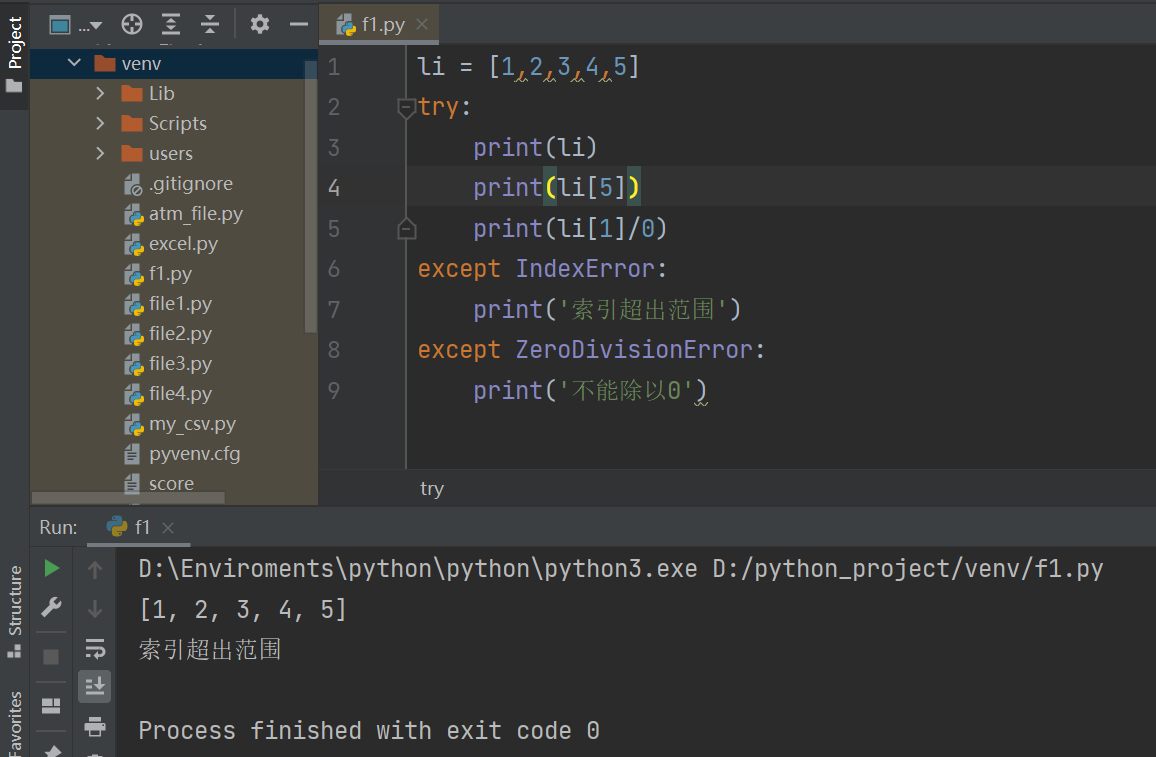 Project
...
f1.py
venv
Lib
Scripts
users
.gitignore
atm_file.py
excel.py
f1.py
file1.py
file2.py
file3.py
file4.py
my_csv.py
pyvenv.cfg
score
1 li = [1,2,3,4,5]
2 try:
3 print(li)
4 print(li[5])
5 print(li[1]/0)
6 except IndexError:
7 print('索引超出范围')
8 except ZeroDivisionError:
9 print('不能除以0')
try
Run: f1
Structure
Favorites
D:\Enviroments\python\python\python3.exe D:/python_project/venv/f1.py
[1, 2, 3, 4, 5]
索引超出范围
Process finished with exit code 0